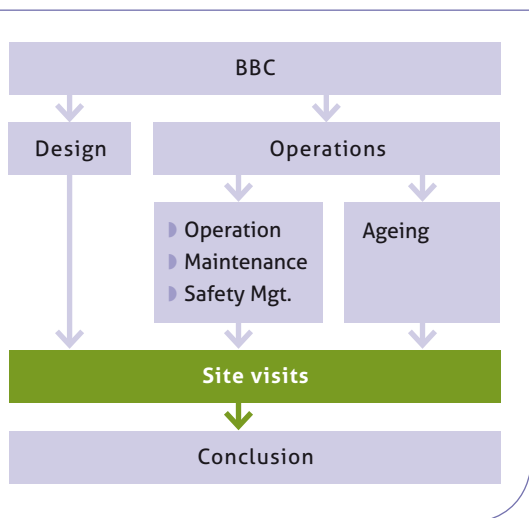 BBC
Design
Operations
Operation
Maintenance
Safety Mgt.
Ageing
Site visits
Conclusion